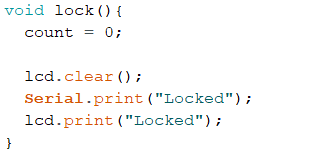 void lock(){
  count = 0;

  lcd.clear();
  Serial.print("Locked");
  lcd.print("Locked");
}